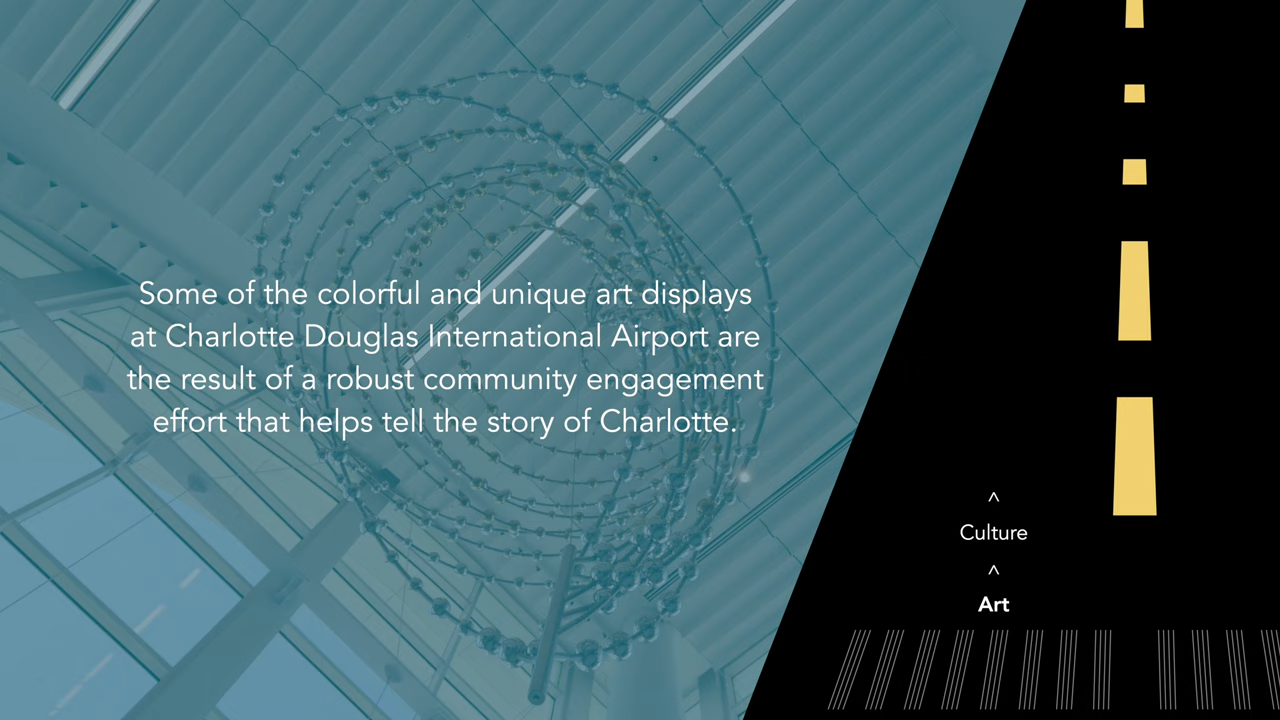 Some of the colorful and unique art displays
at Charlotte Douglas International Airport are
the result of a robust community engagement
effort that helps tell the story of Charlotte.
^
Culture
^
Art